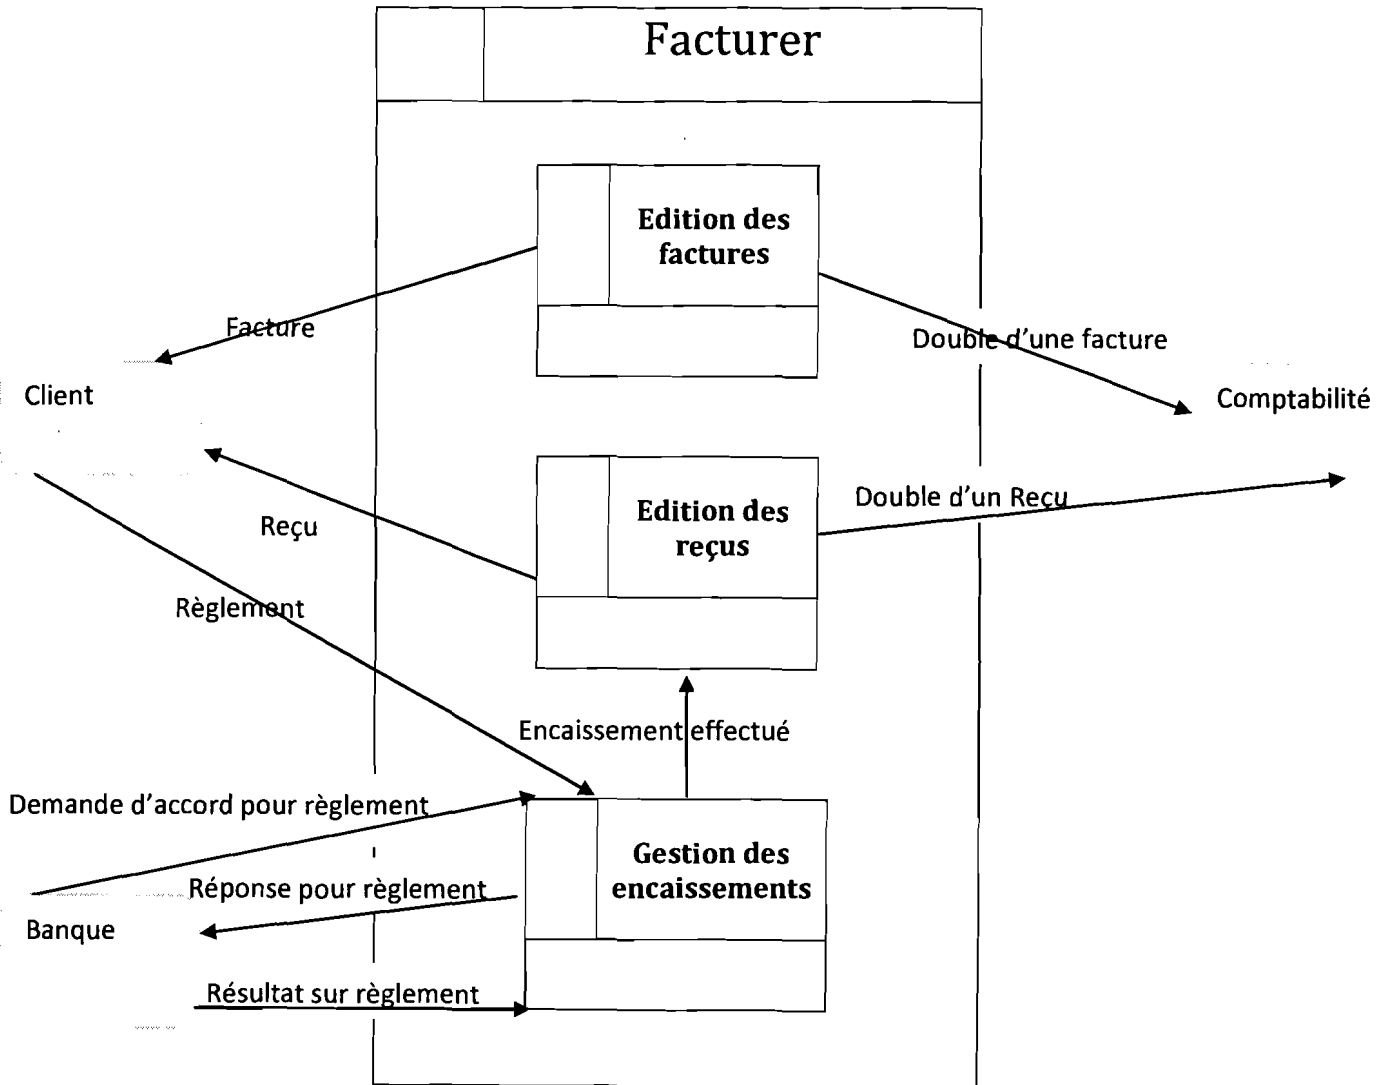 Facturer
Edition des
factures
Facture
Double d'une facture
Client
Comptabilité
Edition des
reçus
Double d'un Reçu
Reçu
Règlement
Encaissement effectué
Demande d'accord pour règlement
Gestion des
encaissements
Réponse pour règlement
Banque
Résultat sur règlement